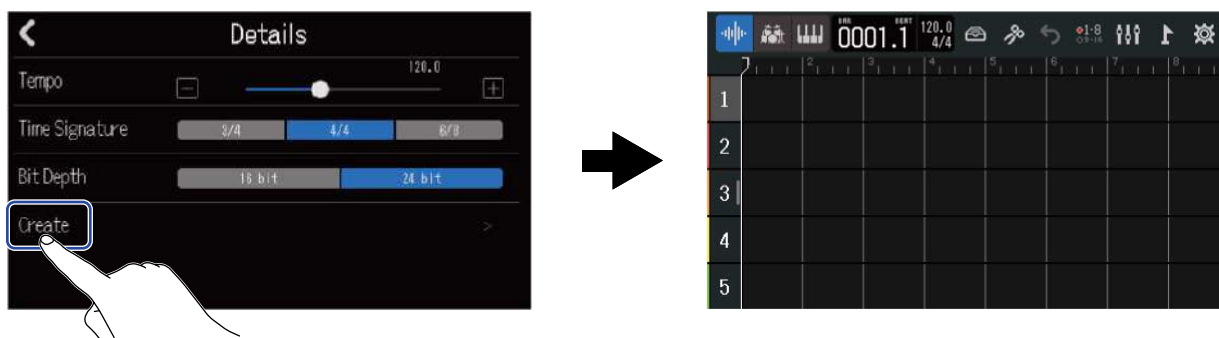 Details
Tempo
120.0
Time Signature
3/4 4/4 6/8
Bit Depth
16 bit 24 bit
Create
>
BAR BEAT
0001.1
120.0
4/4
1-8
9-16
2 3 4 5 6 7 8
1
2
3
4
5